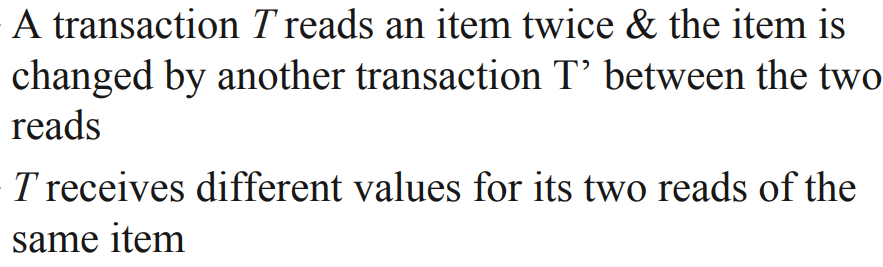 - A transaction T reads an item twice & the item is
changed by another transaction T’ between the two
reads
- T receives different values for its two reads of the
same item